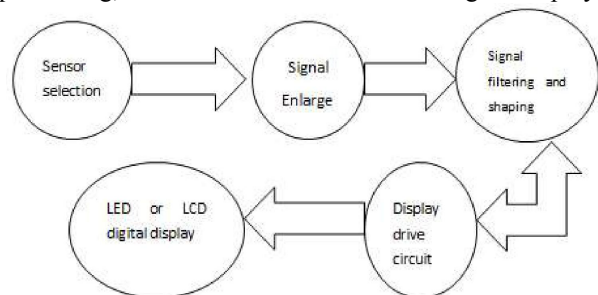 Sensor
selection
Signal
Enlarge
Signal
filtering and
shaping
LED or LCD
digital display
Display
drive
circuit